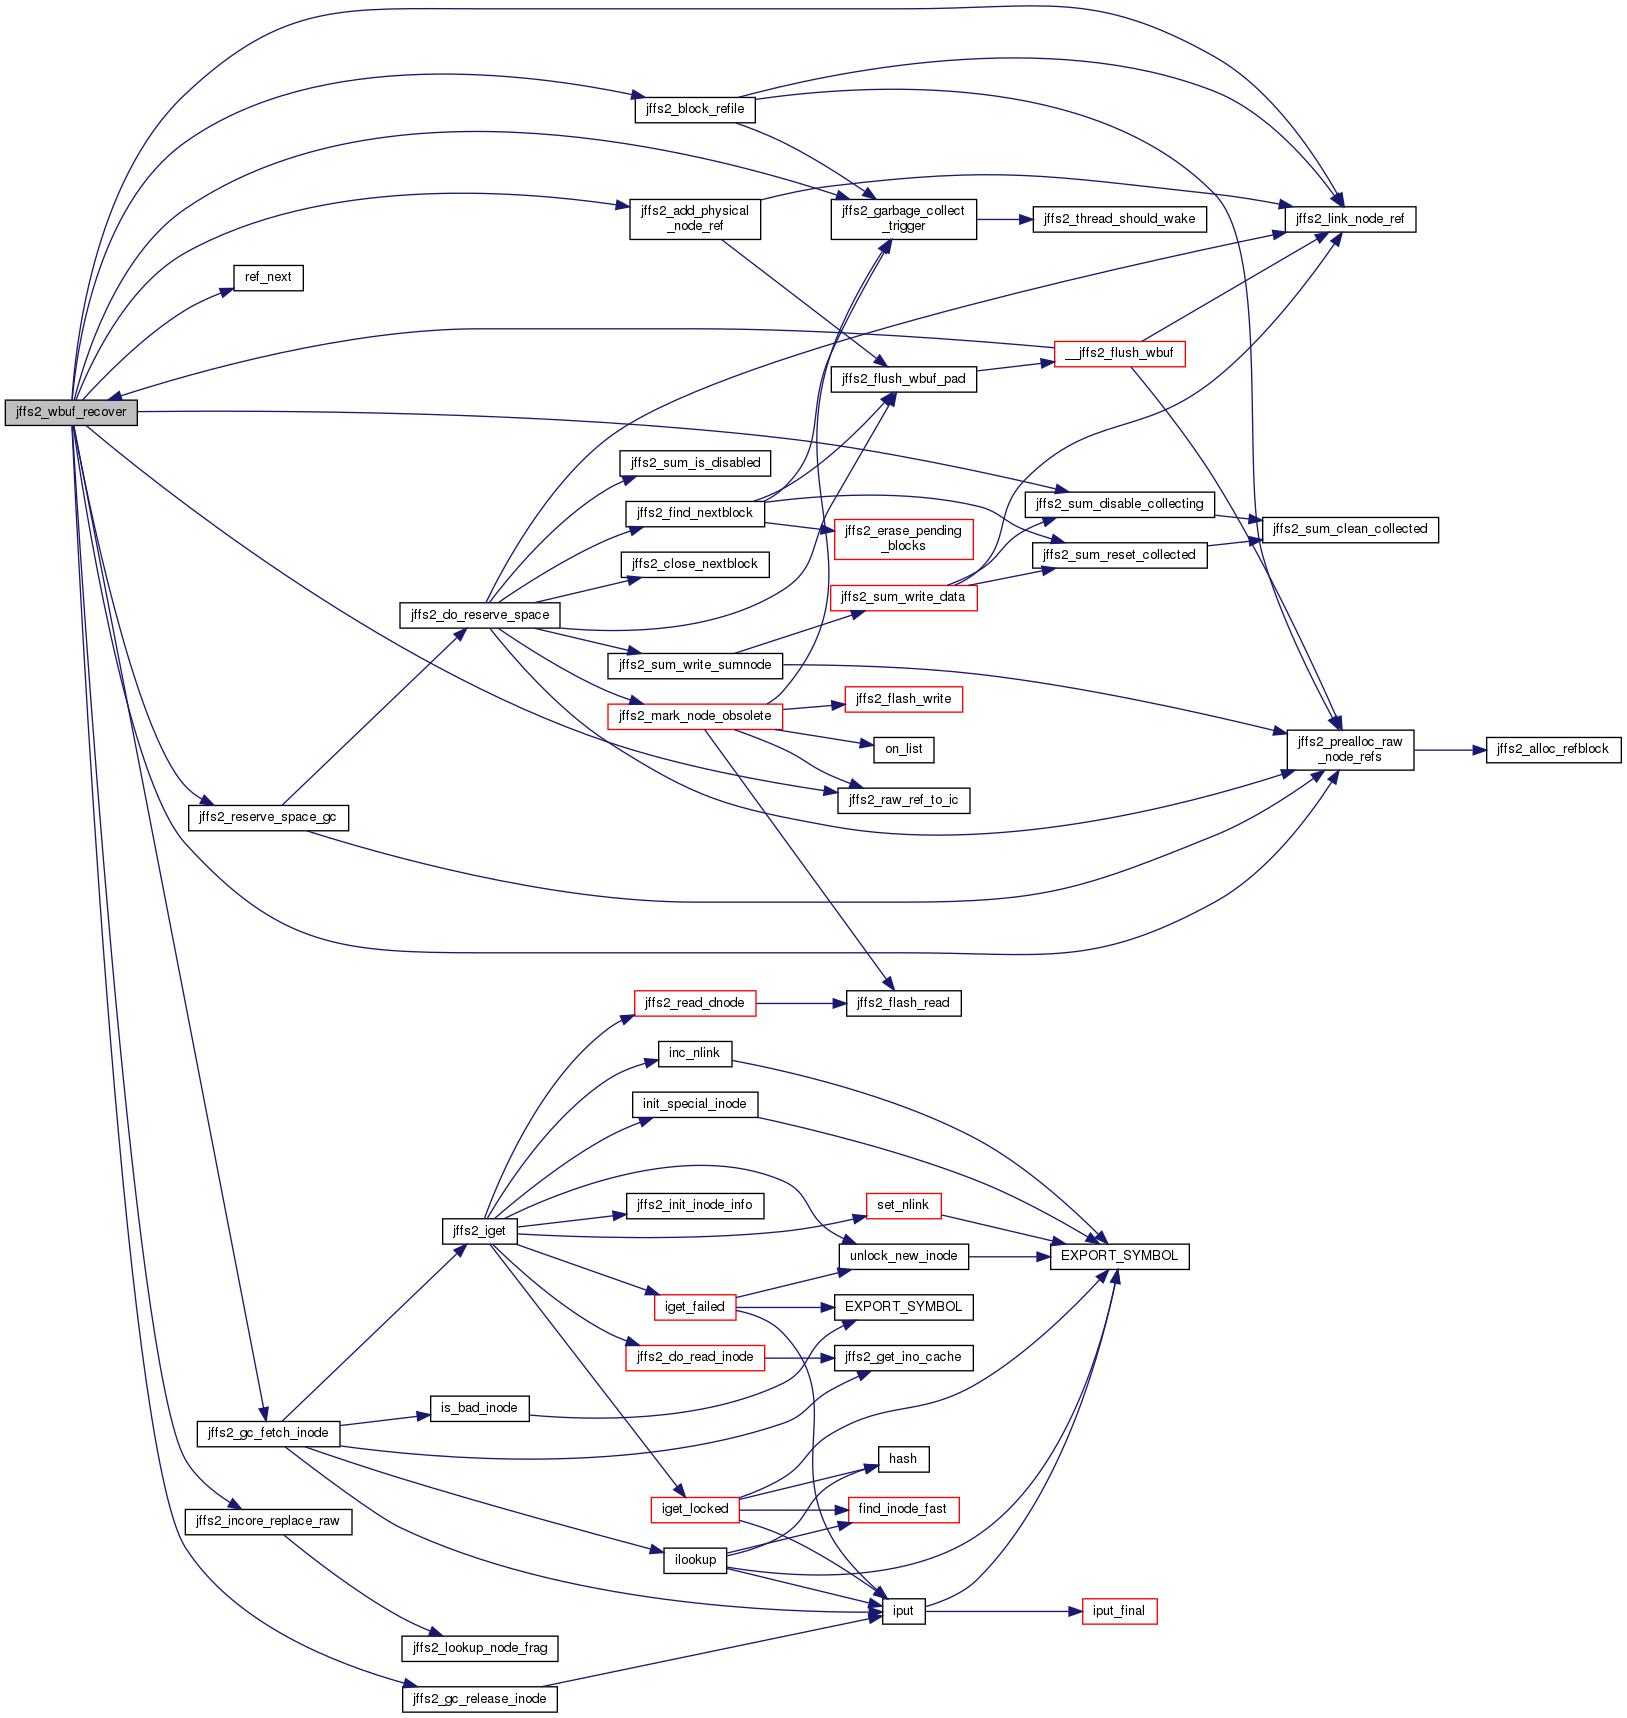 jffs2_block_refile
jffs2_add_physical
_node_ref
jffs2_garbage_collect
_trigger
jffs2_thread_should_wake
jffs2_link_node_ref
ref_next
__jffs2_flush_wbuf
jffs2_flush_wbuf_pad
jffs2_wbuf_recover
jffs2_sum_is_disabled
jffs2_find_nextblock
jffs2_sum_disable_collecting
jffs2_sum_clean_collected
jffs2_erase_pending
_blocks
jffs2_sum_reset_collected
jffs2_close_nextblock
jffs2_sum_write_data
jffs2_do_reserve_space
jffs2_sum_write_sumnode
jffs2_flash_write
jffs2_mark_node_obsolete
on_list
jffs2_prealloc_raw
_node_refs
jffs2_alloc_refblock
jffs2_raw_ref_to_ic
jffs2_reserve_space_gc
jffs2_read_dnode
jffs2_flash_read
inc_nlink
init_special_inode
jffs2_init_inode_info
set_nlink
jffs2_iget
unlock_new_inode
EXPORT_SYMBOL
iget_failed
EXPORT_SYMBOL
jffs2_do_read_inode
jffs2_get_ino_cache
is_bad_inode
jffs2_gc_fetch_inode
hash
iget_locked
find_inode_fast
jffs2_incore_replace_raw
ilookup
iput
iput_final
jffs2_lookup_node_frag
jffs2_gc_release_inode